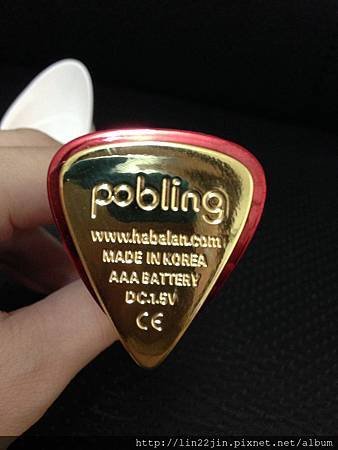 pobling
www.habalan.com
MADE IN KOREA
AAA BATTERY
DC.1.5V
CE
http://lin22jin.pixnet.net/album